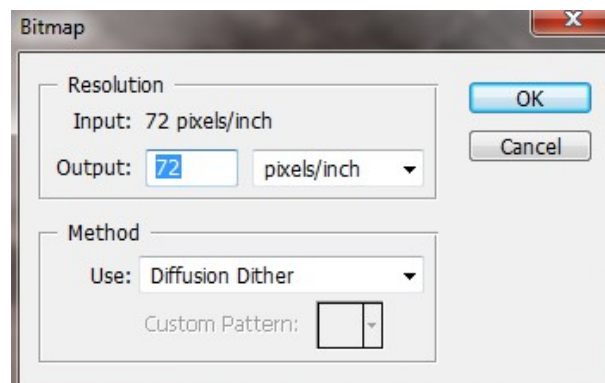 Bitmap
Resolution
Input: 72 pixels/inch
Output: 72 pixels/inch
OK
Cancel
Method
Use: Diffusion Dither
Custom Pattern: